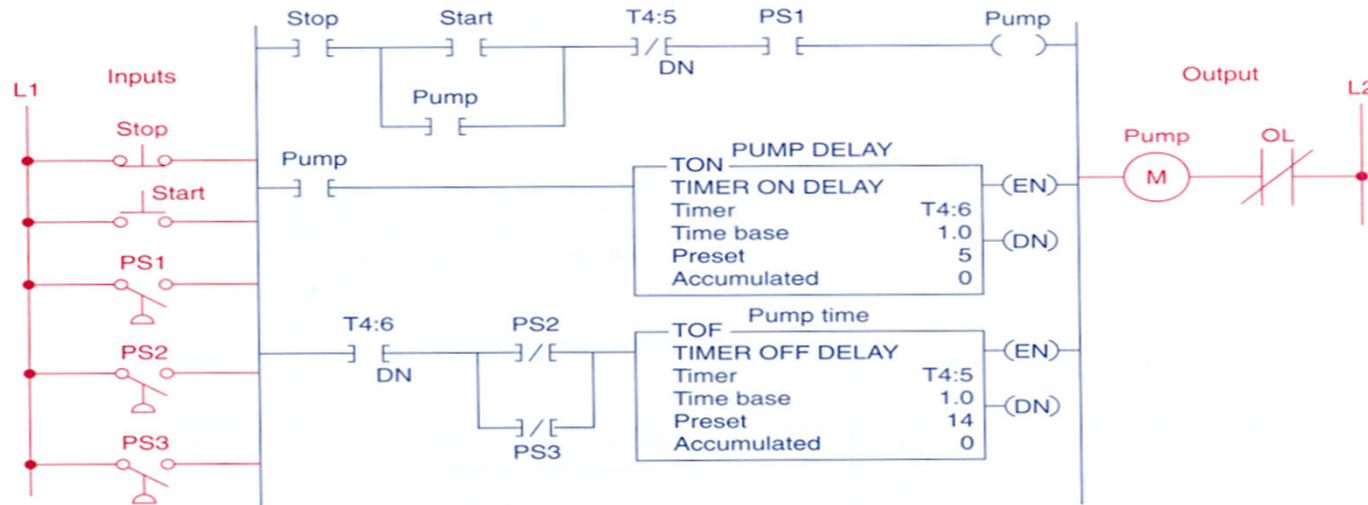 Stop Start T4:5 PS1 Pump
DN
Pump
Inputs
L1
Stop
Start
PS1
PS2
PS3
Output
L2
Pump OL
M
Pump
PUMP DELAY
TON
TIMER ON DELAY
Timer T4:6
Time base 1.0
Preset 5
Accumulated 0
(EN)
(DN)
T4:6
DN
PS2
PS3
Pump time
TOF
TIMER OFF DELAY
Timer T4:5
Time base 1.0
Preset 14
Accumulated 0
(EN)
(DN)